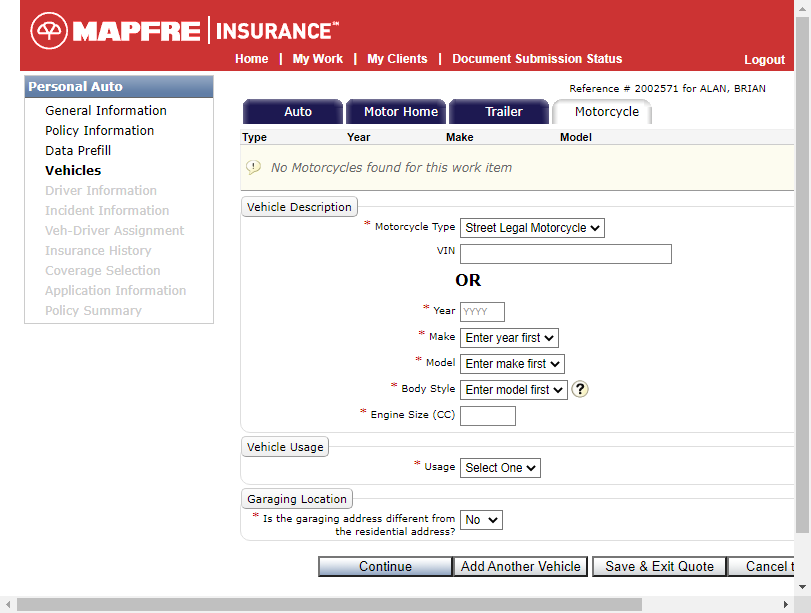 MAPFRE | INSURANCE℠
Home | My Work | My Clients | Document Submission Status
Logout
Personal Auto
General Information
Policy Information
Data Prefill
Vehicles
Driver Information
Incident Information
Veh-Driver Assignment
Insurance History
Coverage Selection
Application Information
Policy Summary
Reference # 2002571 for ALAN, BRIAN
Auto Motor Home Trailer Motorcycle
Type Year Make Model
No Motorcycles found for this work item
Vehicle Description
* Motorcycle Type Street Legal Motorcycle
VIN
OR
* Year YYYY
* Make Enter year first
* Model Enter make first
* Body Style Enter model first ?
* Engine Size (CC)
Vehicle Usage
* Usage Select One
Garaging Location
* Is the garaging address different from
the residential address? No
Continue Add Another Vehicle Save & Exit Quote Cancel